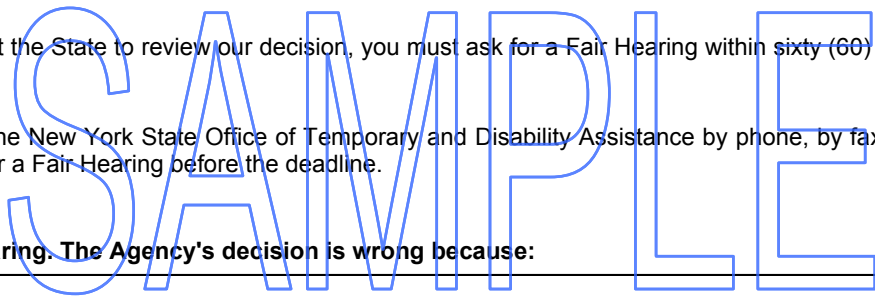 t the State to review our decision, you must ask for a Fair Hearing within sixty (60)
he New York State Office of Temporary and Disability Assistance by phone, by fax
r a Fair Hearing before the deadline.
aring. The Agency's decision is wrong because:
SAMPLE